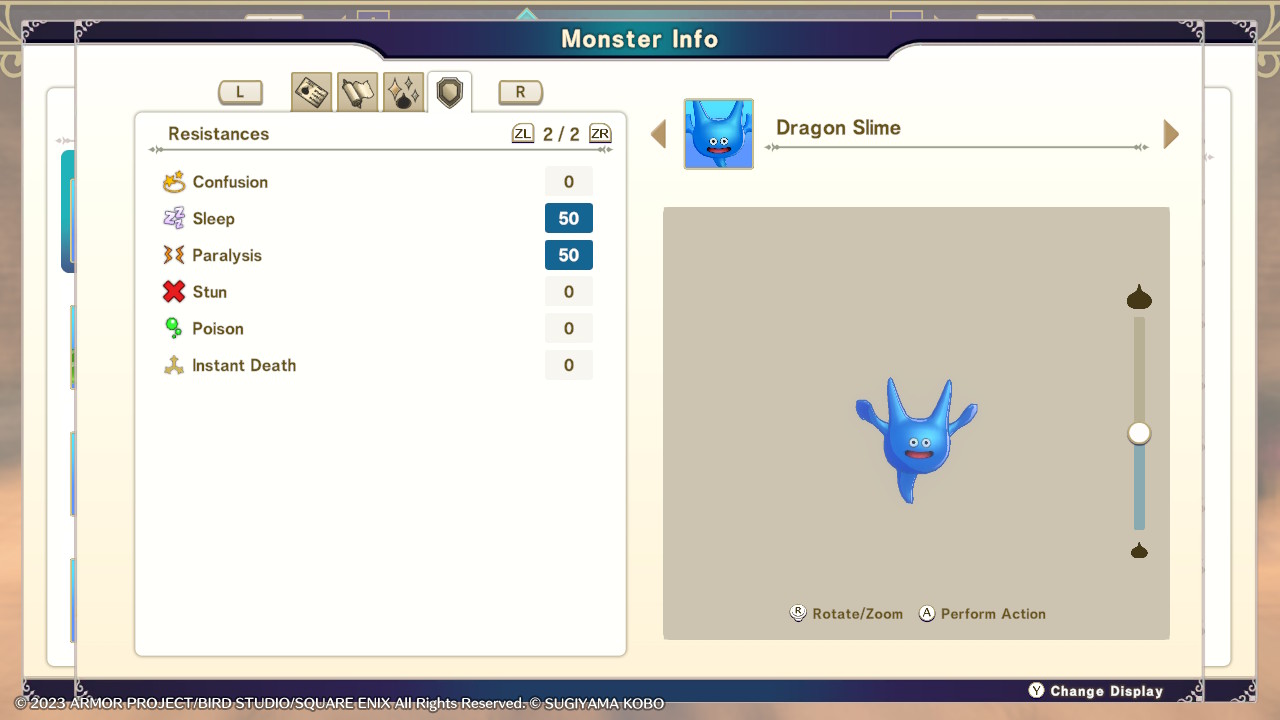 Monster Info
L
R
Resistances
ZL 2 / 2 ZR
Confusion 0
Sleep 50
Paralysis 50
Stun 0
Poison 0
Instant Death 0
Dragon Slime
R Rotate/Zoom A Perform Action
Y Change Display
© 2023 ARMOR PROJECT/BIRD STUDIO/SQUARE ENIX All Rights Reserved. © SUGIYAMA KOBO